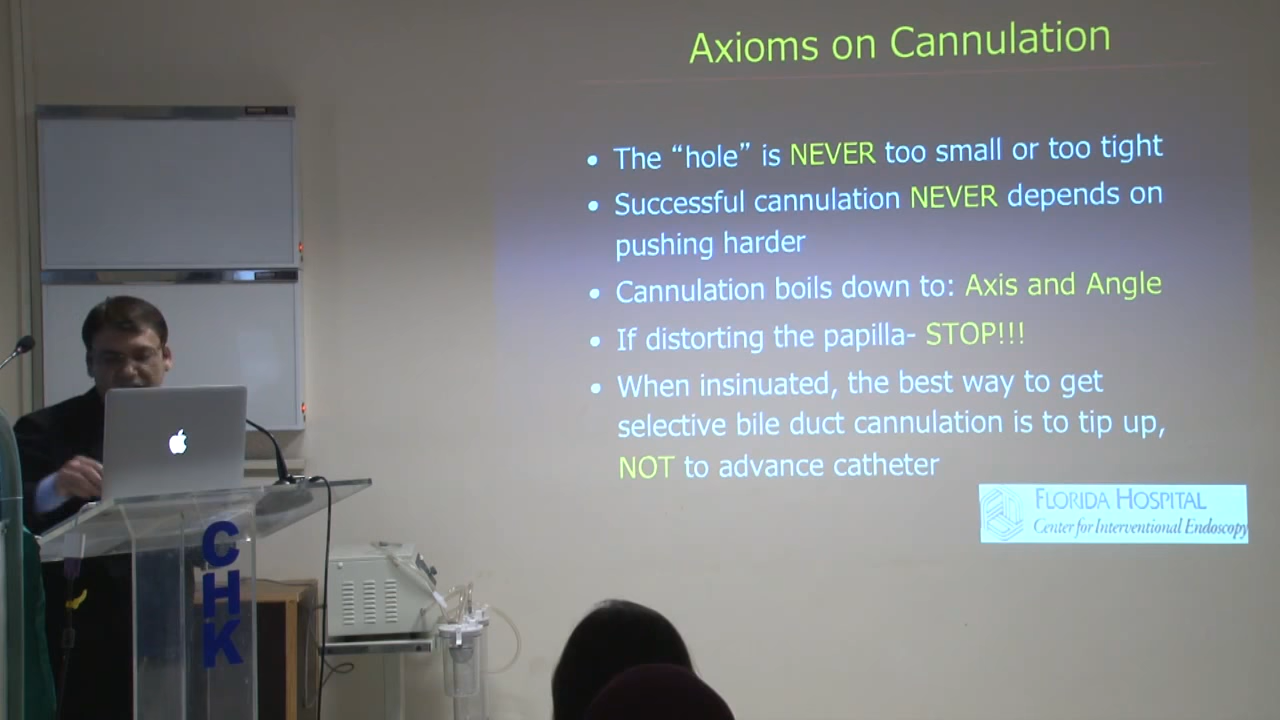 Axioms on Cannulation
• The “hole” is NEVER too small or too tight
• Successful cannulation NEVER depends on
pushing harder
• Cannulation boils down to: Axis and Angle
• If distorting the papilla- STOP!!!
• When insinuated, the best way to get
selective bile duct cannulation is to tip up,
NOT to advance catheter
FLORIDA HOSPITAL
Center for Interventional Endoscopy
CHK